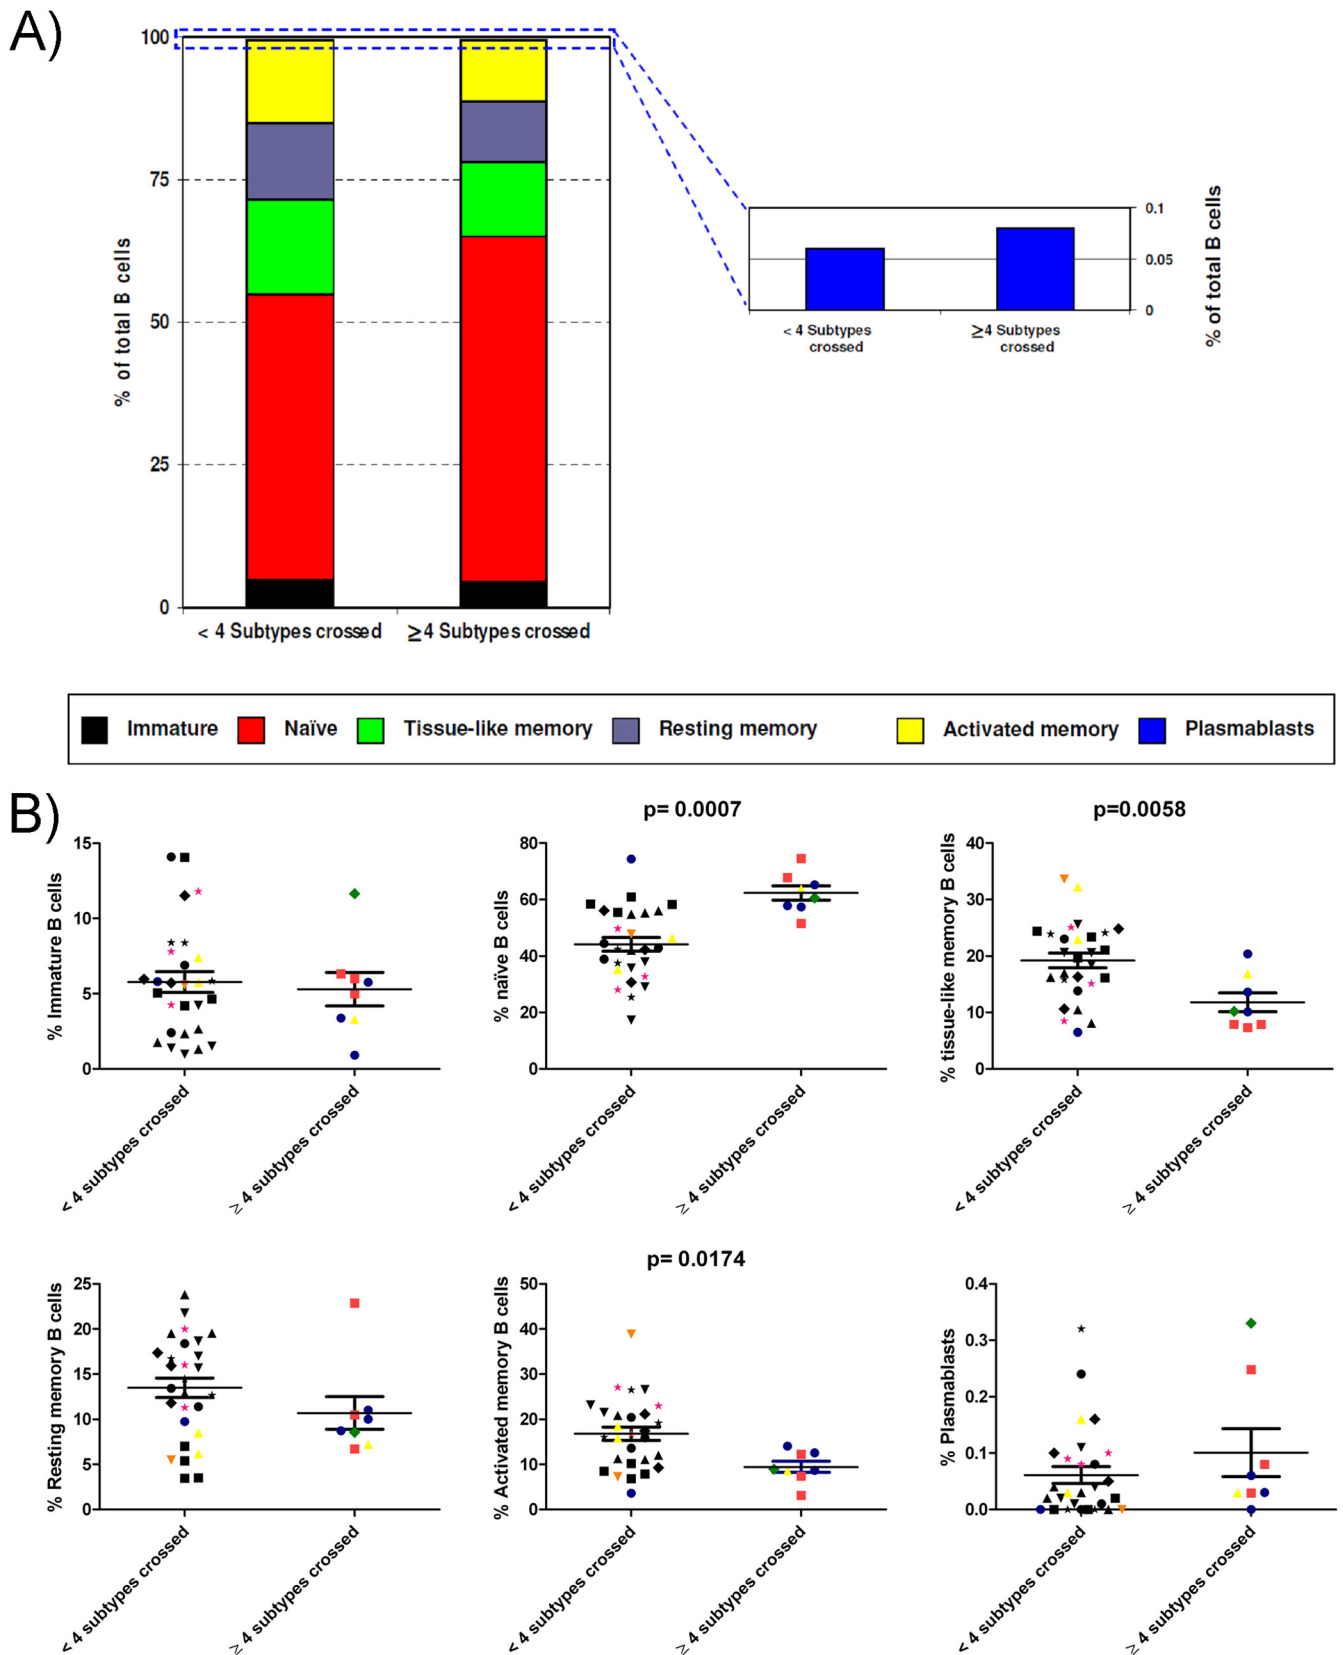 A)
100
75
50
25
0
% of total B cells
< 4 Subtypes crossed
≥4 Subtypes crossed
0.1
0.05
0
% of total B cells
< 4 Subtypes
crossed
≥4 Subtypes
crossed
Immature
Naïve
Tissue-like memory
Resting memory
Activated memory
Plasmablasts
B)
% Immature B cells
15
10
5
0
< 4 subtypes crossed
≥ 4 subtypes crossed
p= 0.0007
% naïve B cells
80
60
40
20
0
< 4 subtypes crossed
≥ 4 subtypes crossed
p=0.0058
% tissue-like memory B cells
40
30
20
10
0
< 4 subtypes crossed
≥ 4 subtypes crossed
% Resting memory B cells
25
20
15
10
5
0
< 4 subtypes crossed
≥ 4 subtypes crossed
p= 0.0174
% Activated memory B cells
50
40
30
20
10
0
< 4 subtypes crossed
≥ 4 subtypes crossed
% Plasmablasts
0.4
0.3
0.2
0.1
0.0
< 4 subtypes crossed
≥ 4 subtypes crossed